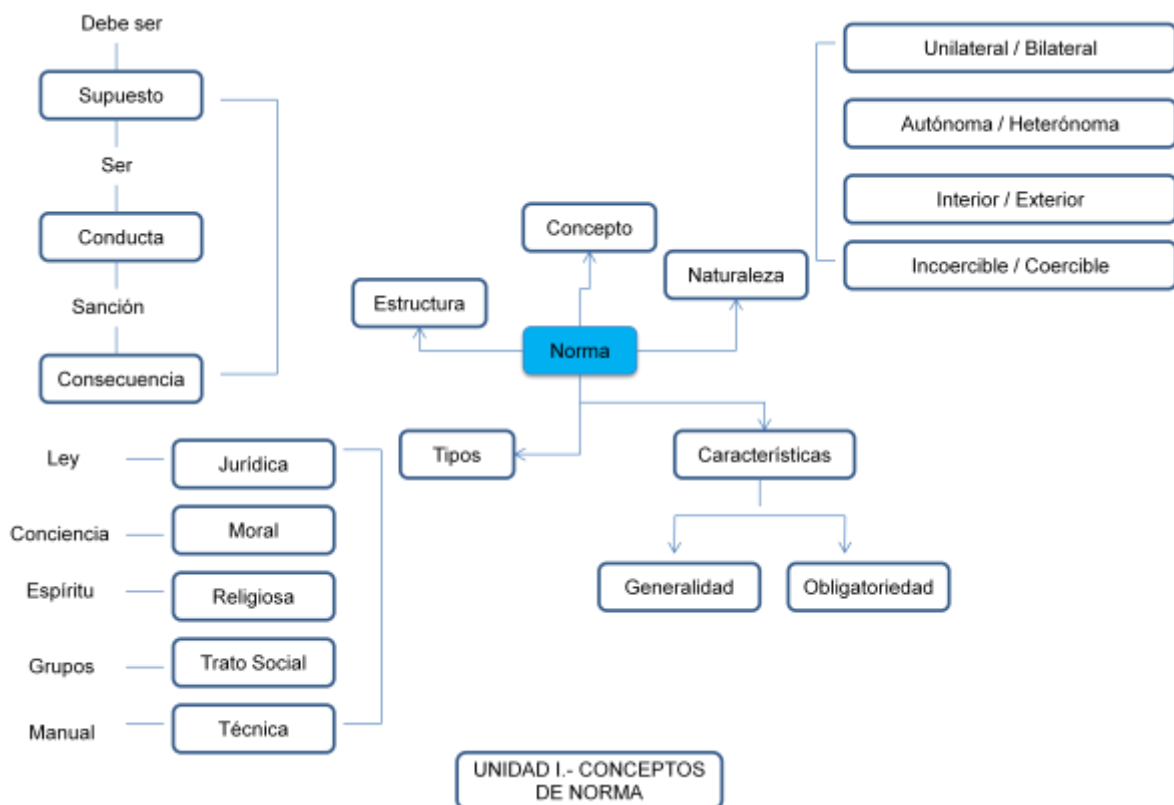 Debe ser
Supuesto
Ser
Conducta
Sanción
Consecuencia
Unilateral / Bilateral
Autónoma / Heterónoma
Interior / Exterior
Incoercible / Coercible
Concepto
Naturaleza
Estructura
Norma
Tipos
Características
Generalidad
Obligatoriedad
Ley
Jurídica
Conciencia
Moral
Espíritu
Religiosa
Grupos
Trato Social
Manual
Técnica
UNIDAD I.- CONCEPTOS
DE NORMA